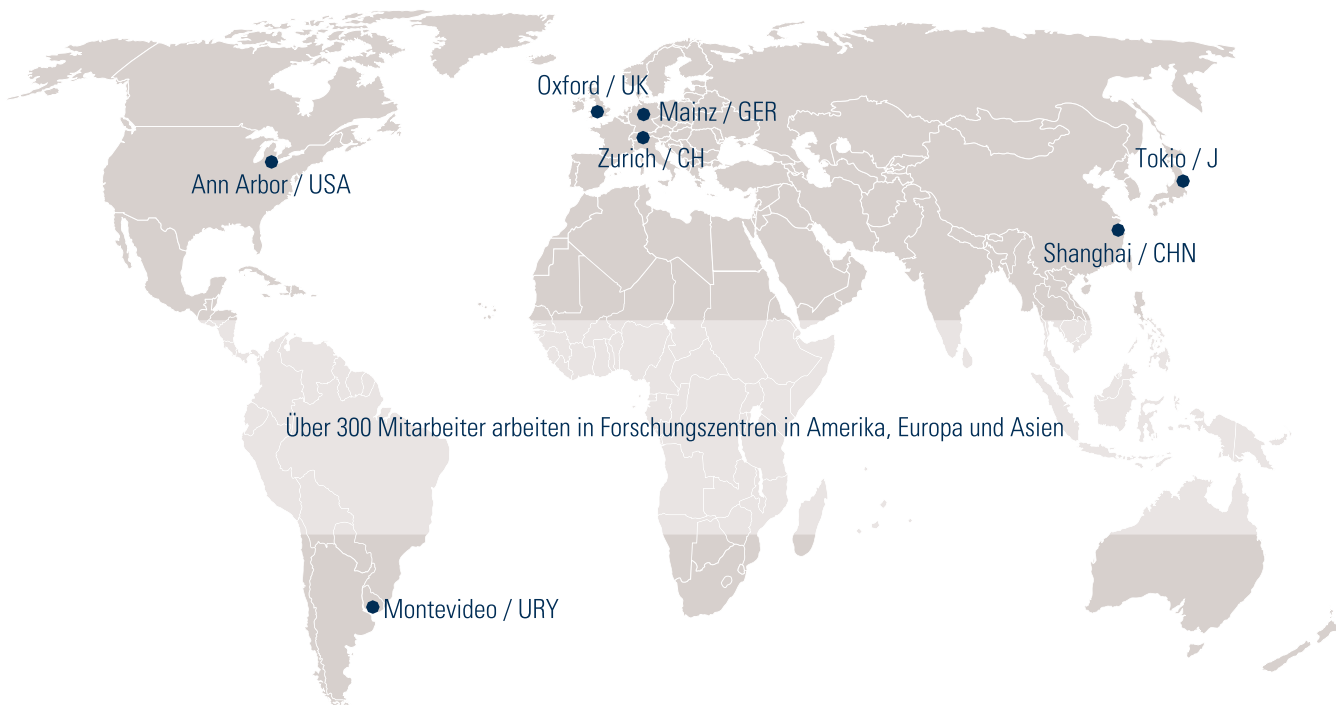 Oxford / UK
Mainz / GER
Zurich / CH
Tokio / J
Ann Arbor / USA
Shanghai / CHN
Über 300 Mitarbeiter arbeiten in Forschungszentren in Amerika, Europa und Asien
Montevideo / URY